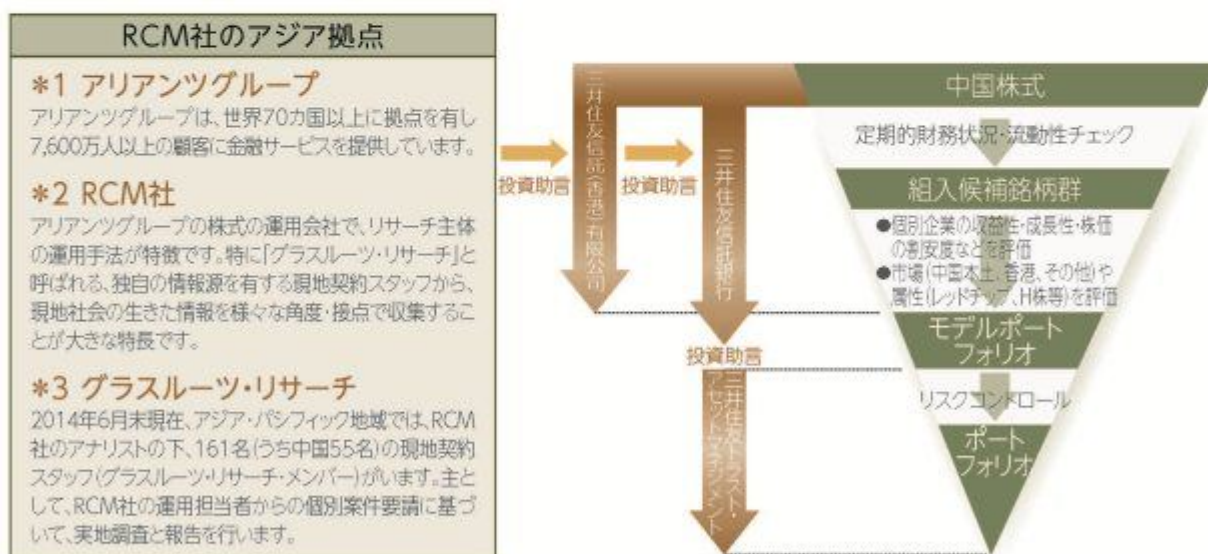 RCM社のアジア拠点
*1 アリアンツグループ
アリアンツグループは、世界70カ国以上に拠点を有し
7,600万人以上の顧客に金融サービスを提供しています。
*2 RCM社
アリアンツグループの株式の運用会社で、リサーチ主体
の運用手法が特徴です。特に「グラスルーツ・リサーチ」と
呼ばれる、独自の情報源を有する現地契約スタッフから、
現地社会の生きた情報を様々な角度・接点で収集するこ
とが大きな特長です。
*3 グラスルーツ・リサーチ
2014年6月末現在、アジア・パシフィック地域では、RCM
社のアナリストの下、161名(うち中国55名)の現地契約
スタッフ(グラスルーツ・リサーチ・メンバー)がいます。主と
して、RCM社の運用担当者からの個別案件要請に基づ
いて、実地調査と報告を行います。
投資助言
三井住友信託(香港)有限公司
投資助言
三井住友信託銀行
投資助言
三井住友トラスト・
アセットマネジメント
中国株式
定期的財務状況・流動性チェック
組入候補銘柄群
●個別企業の収益性・成長性・株価
の割安度などを評価
●市場(中国本土、香港、その他)や
属性(レッドチップ、H株等)を評価
モデルポート
フォリオ
リスクコントロール
ポート
フォリオ